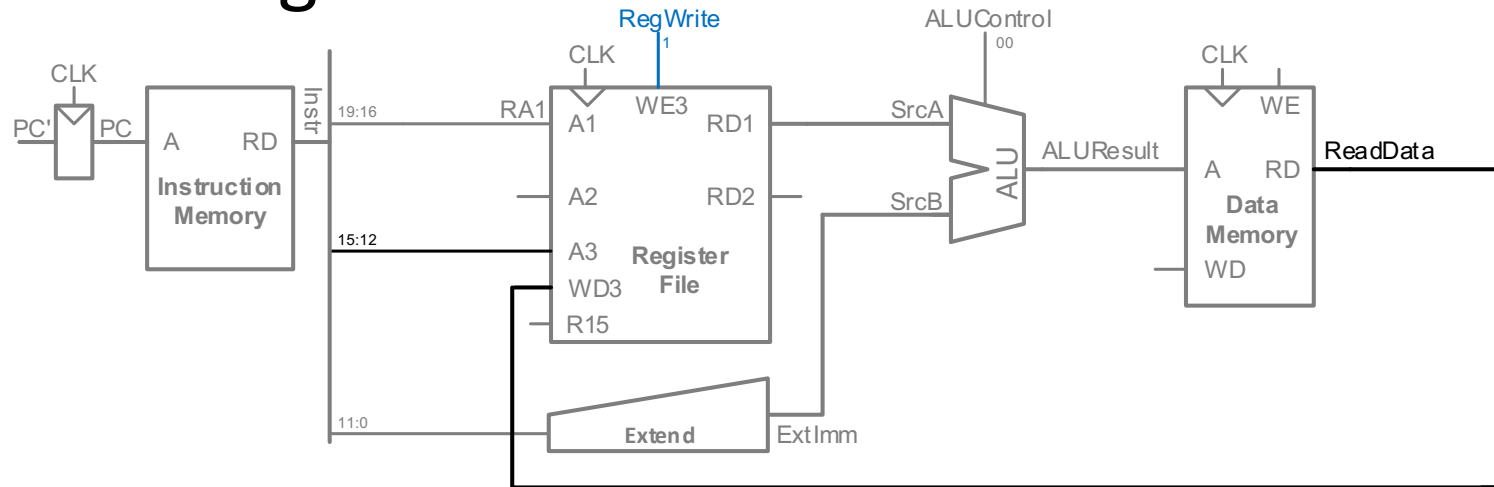 g
RegWrite
1
ALUControl
00
CLK
CLK
CLK
PC'
PC
A
RD
Instruction
Memory
Instr
19:16
RA1
A1
WE3
RD1
SrcA
A2
RD2
SrcB
15:12
A3
Register
File
WD3
R15
ALU
ALUResult
WE
A
RD
ReadData
Data
Memory
WD
11:0
Extend
ExtImm